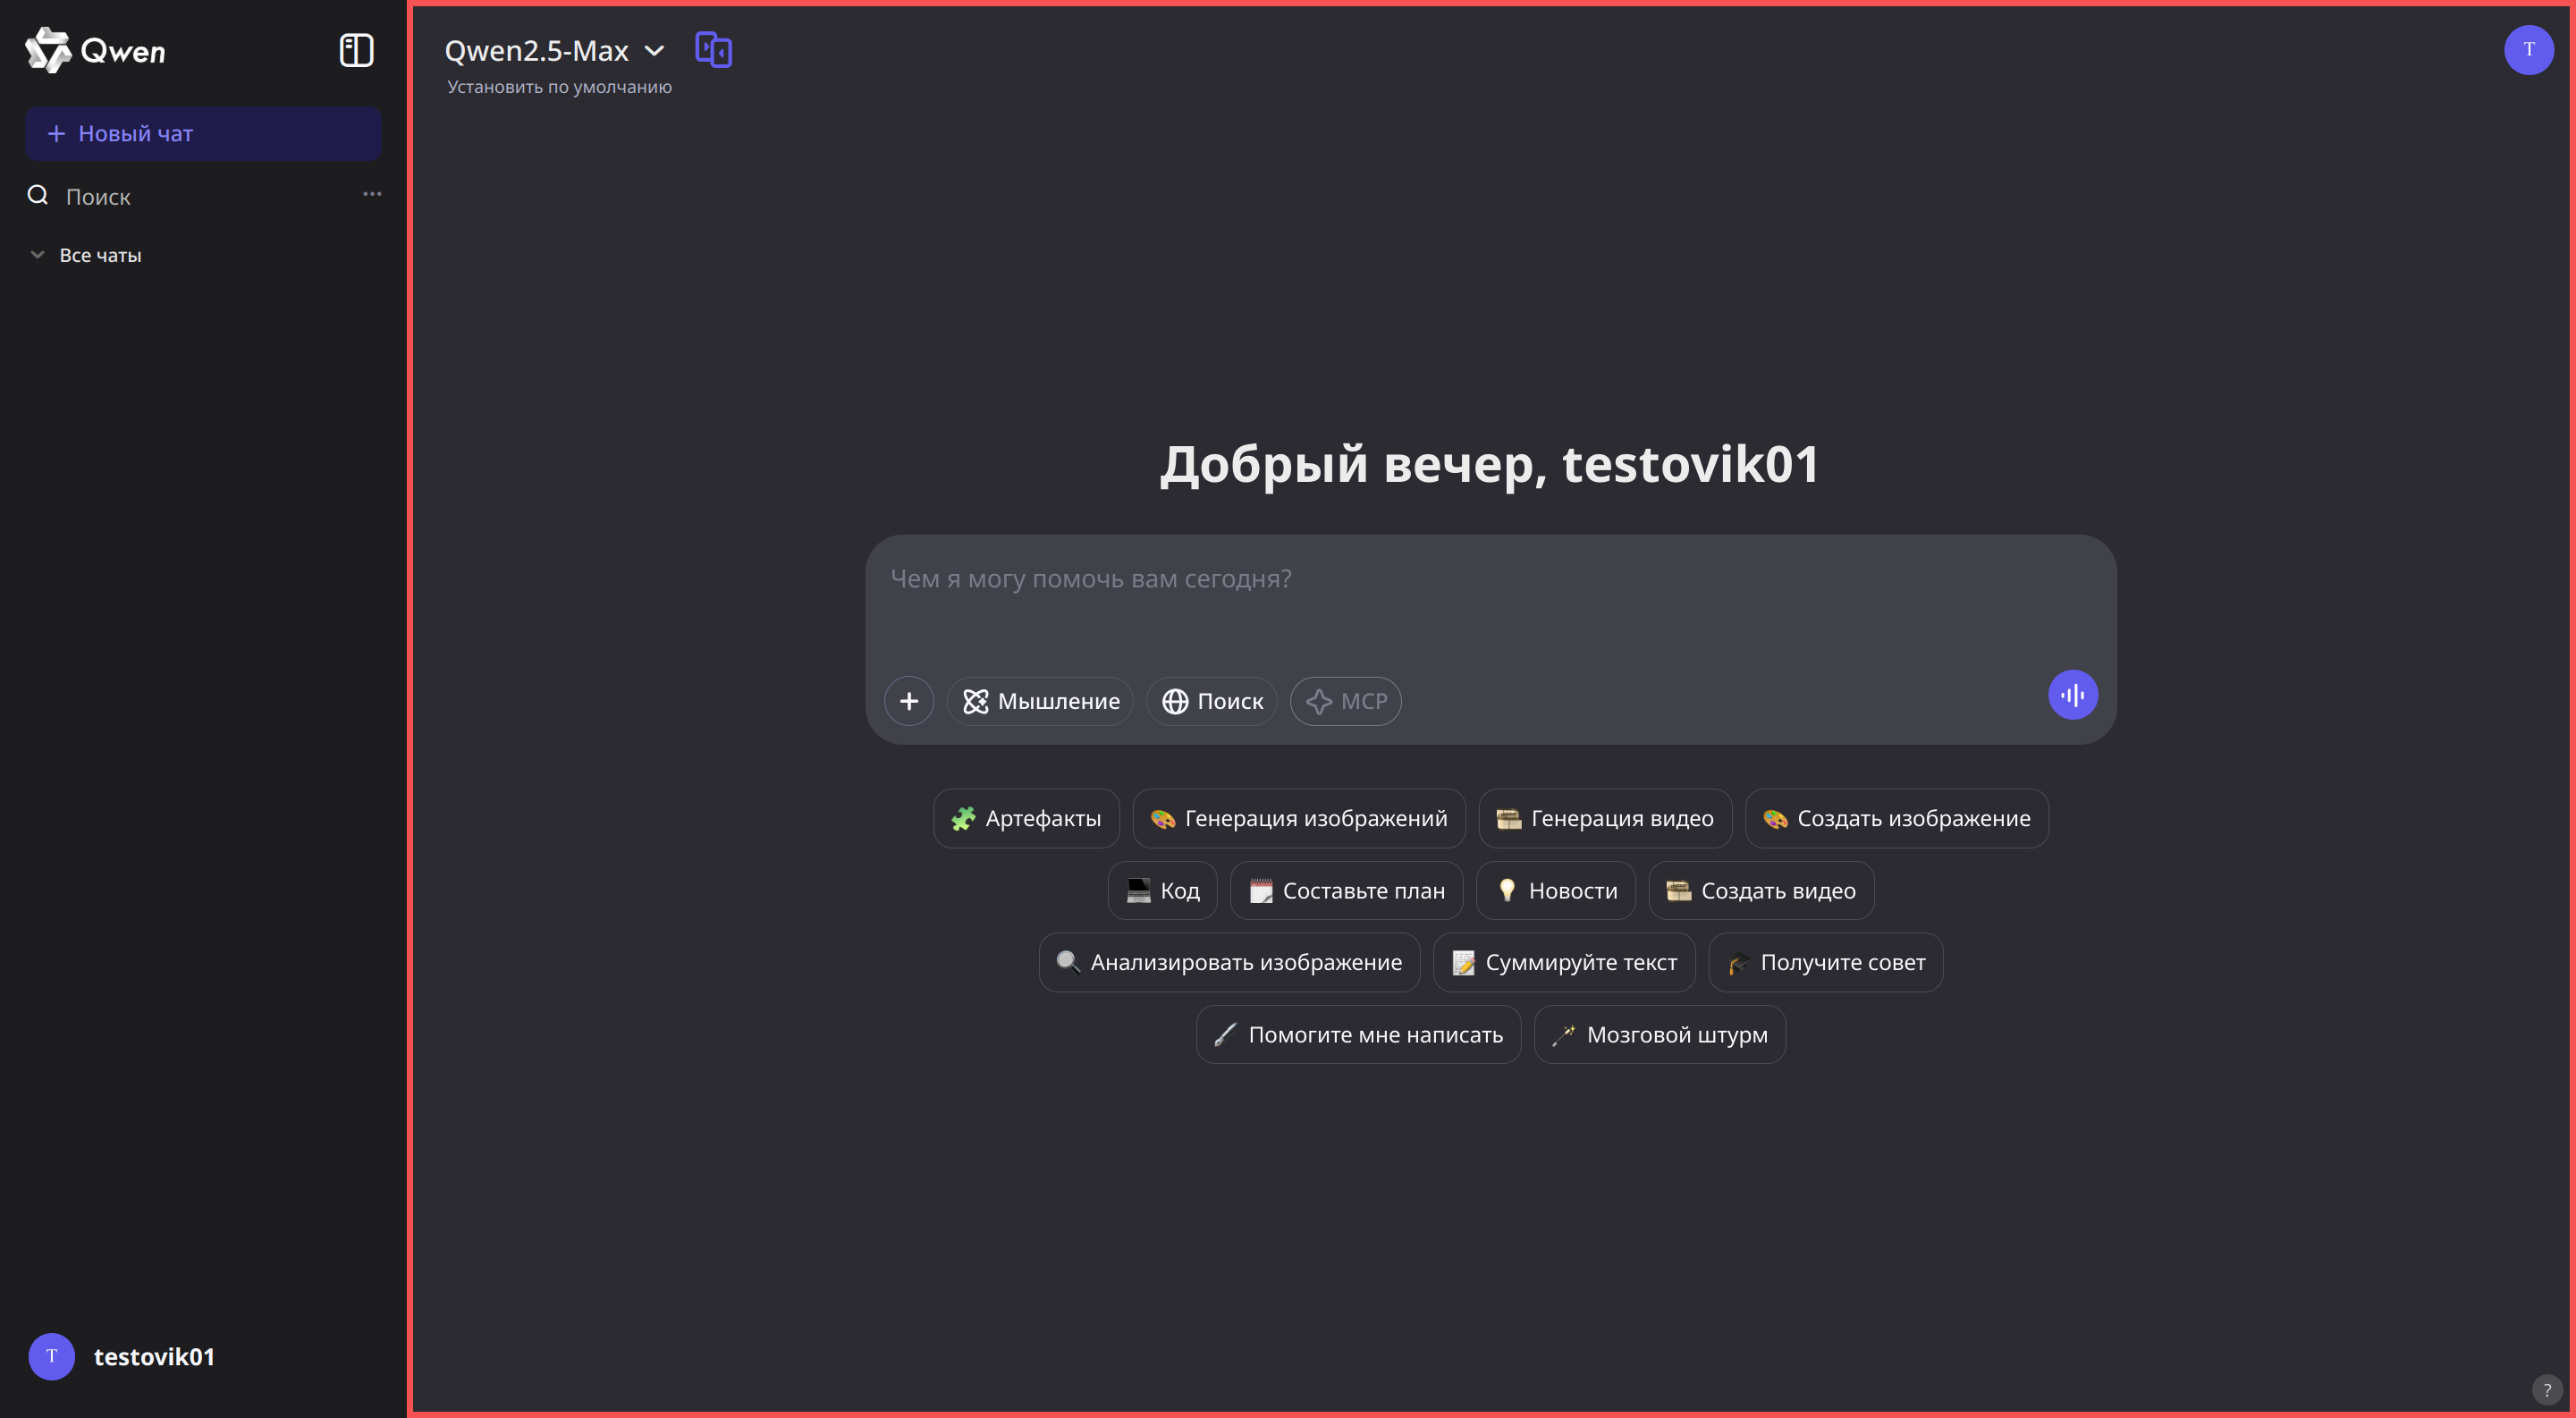 Qwen
Новый чат
Поиск
Все чаты
testovik01
Qwen2.5-Max
Установить по умолчанию
T
Добрый вечер, testovik01
Чем я могу помочь вам сегодня?
Мышление Поиск MCP
Артефакты Генерация изображений Генерация видео Создать изображение
Код Составьте план Новости Создать видео
Анализировать изображение Суммируйте текст Получите совет
Помогите мне написать Мозговой штурм
T
?